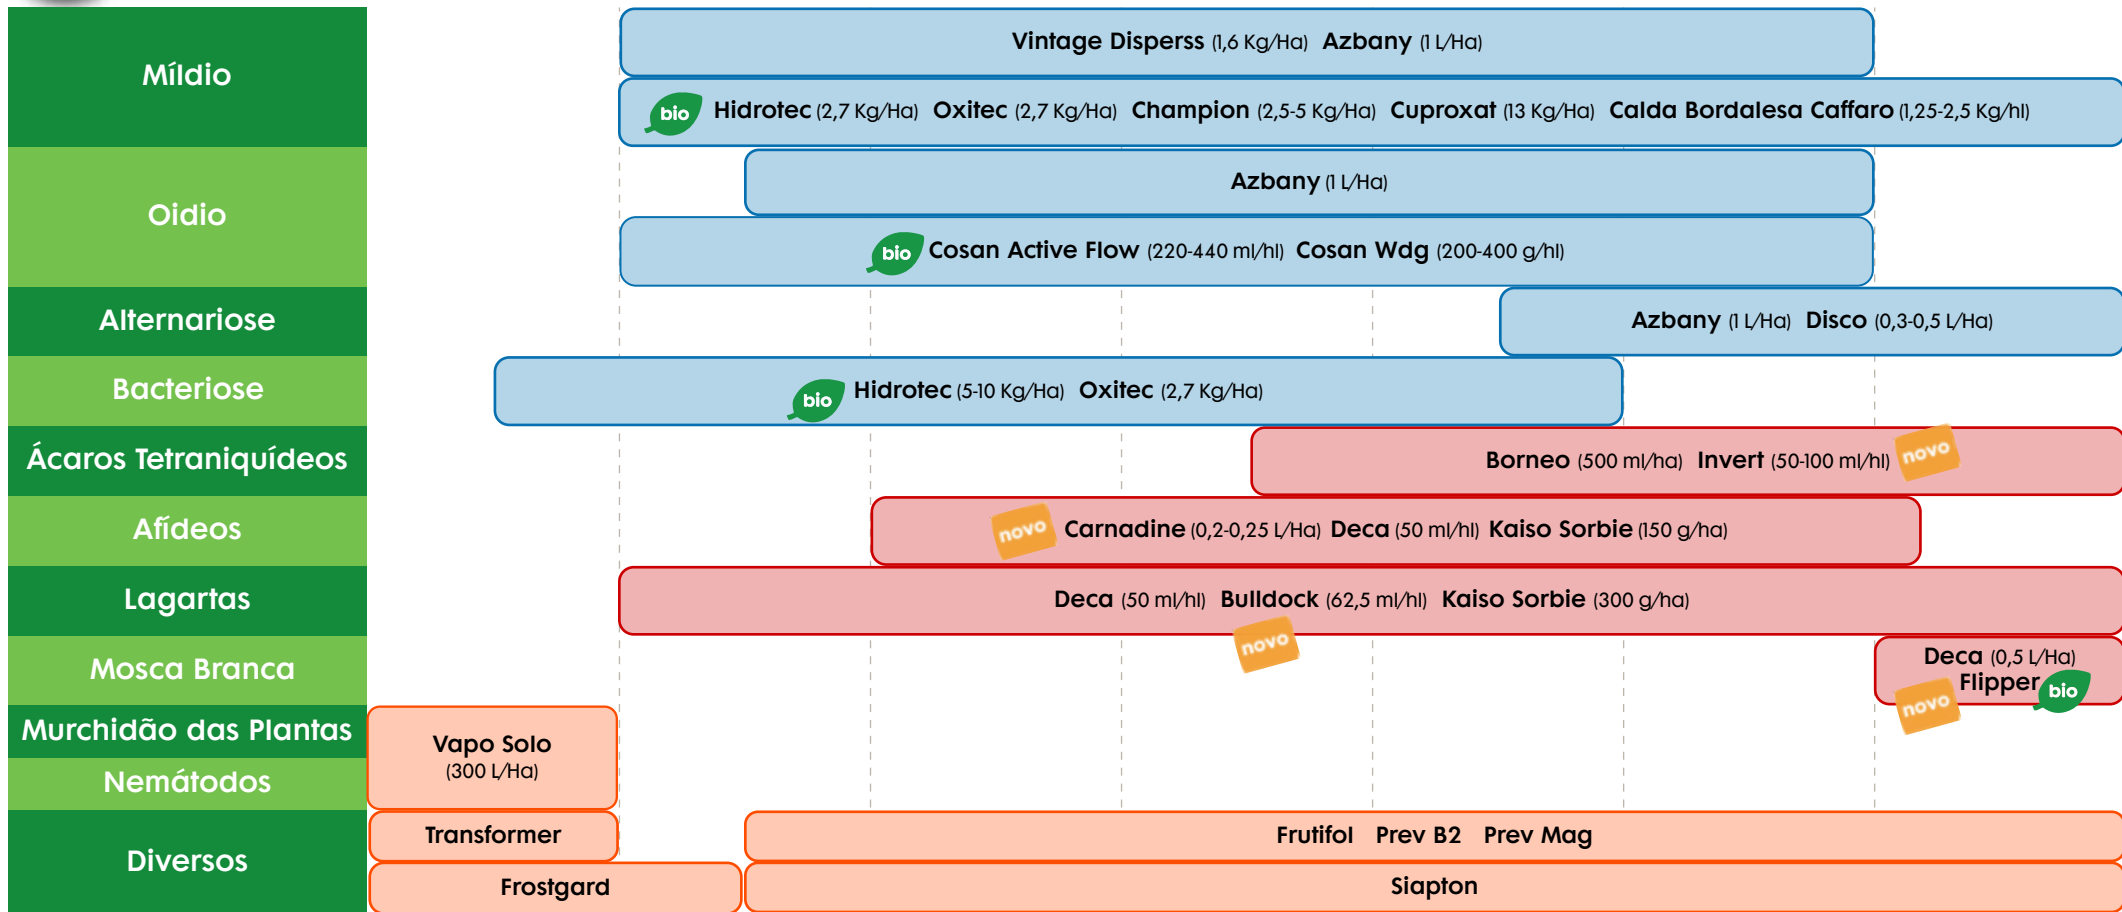 Míldio
Vintage Disperss (1,6 Kg/Ha) Azbany (1 L/Ha)
bio Hidrotec (2,7 Kg/Ha) Oxitec (2,7 Kg/Ha) Champion (2,5-5 Kg/Ha) Cuproxat (13 Kg/Ha) Calda Bordalesa Caffaro (1,25-2,5 Kg/hl)
Oidio
Azbany (1 L/Ha)
bio Cosan Active Flow (220-440 ml/hl) Cosan Wdg (200-400 g/hl)
Alternariose
Azbany (1 L/Ha) Disco (0,3-0,5 L/Ha)
Bacteriose
bio Hidrotec (5-10 Kg/Ha) Oxitec (2,7 Kg/Ha)
Ácaros Tetraniquídeos
Borneo (500 ml/ha) Invert (50-100 ml/hl) novo
Afídeos
novo Carnadine (0,2-0,25 L/Ha) Deca (50 ml/hl) Kaiso Sorbie (150 g/ha)
Lagartas
Deca (50 ml/hl) Bulldock (62,5 ml/hl) Kaiso Sorbie (300 g/ha)
novo
Mosca Branca
Deca (0,5 L/Ha)
Flipper bio
novo
Murchidão das Plantas
Nemátodos
Vapo Solo
(300 L/Ha)
Diversos
Transformer
Frutifol Prev B2 Prev Mag
Frostgard
Siapton